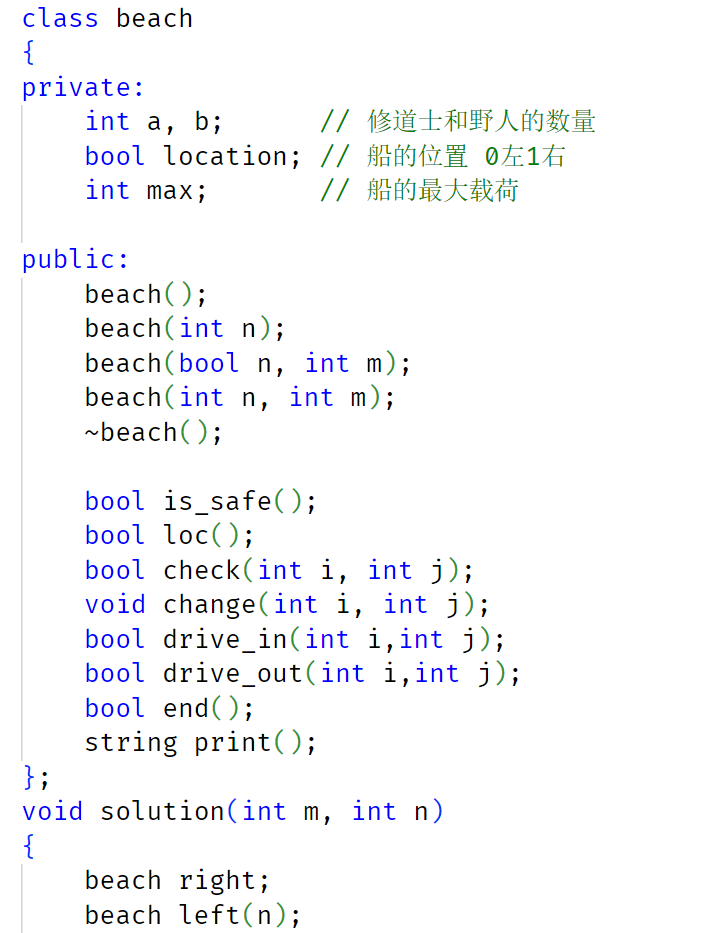 class beach
{
private:
    int a, b;      // 修道士和野人的数量
    bool location; // 船的位置 0左1右
    int max;       // 船的最大载荷

public:
    beach();
    beach(int n);
    beach(bool n, int m);
    beach(int n, int m);
    ~beach();

    bool is_safe();
    bool loc();
    bool check(int i, int j);
    void change(int i, int j);
    bool drive_in(int i,int j);
    bool drive_out(int i,int j);
    bool end();
    string print();
};
void solution(int m, int n)
{
    beach right;
    beach left(n);